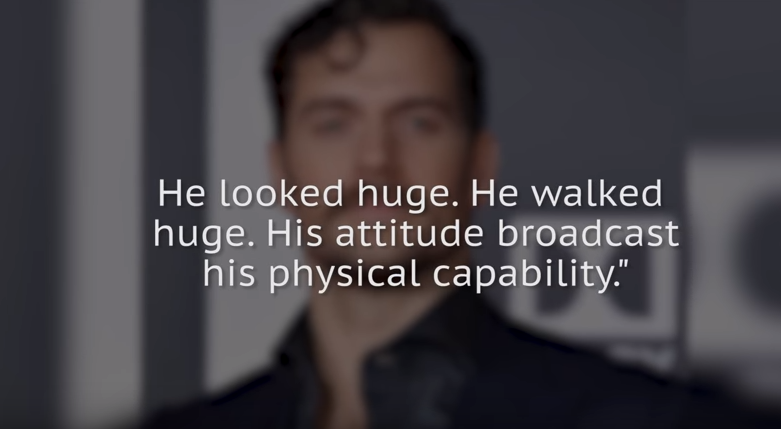 He looked huge. He walked
huge. His attitude broadcast
his physical capability."